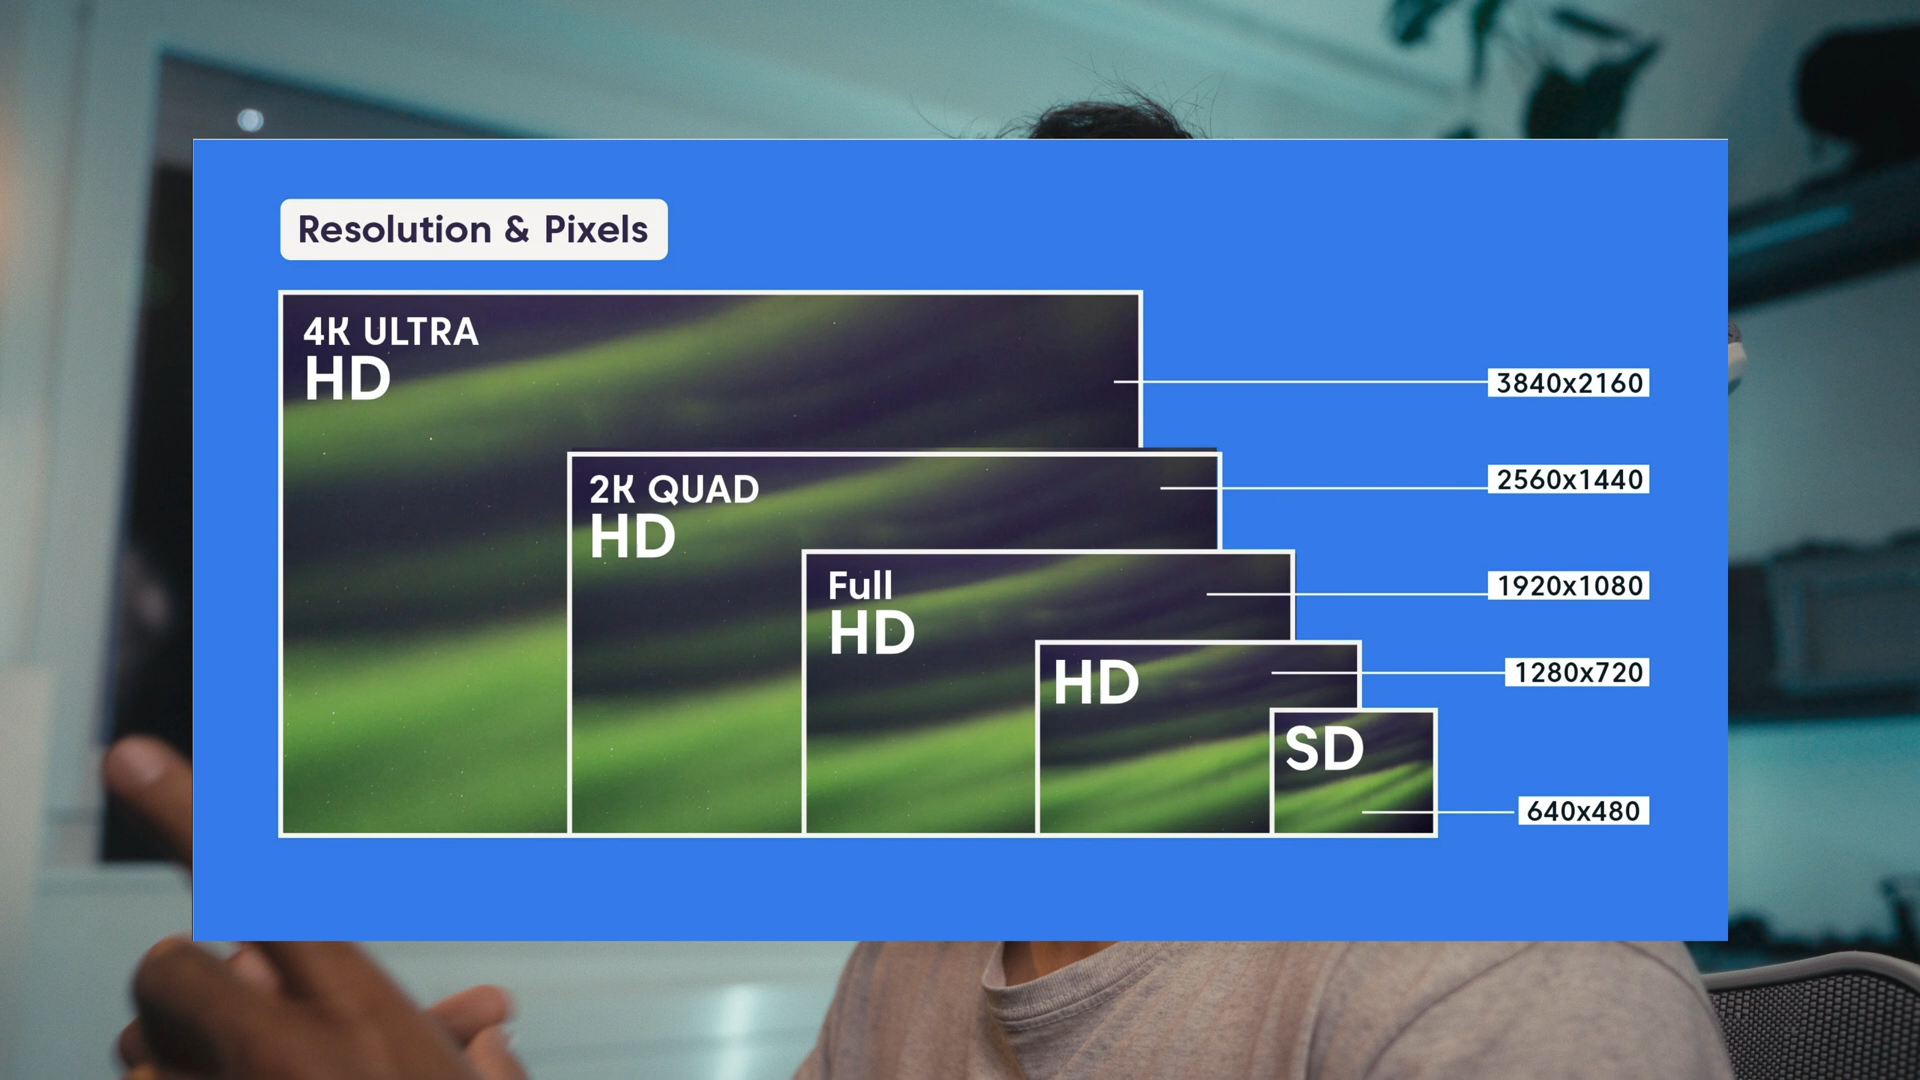 Resolution & Pixels
4K ULTRA
HD
3840x2160
2K QUAD
HD
2560x1440
Full
HD
1920x1080
HD
1280x720
SD
640x480